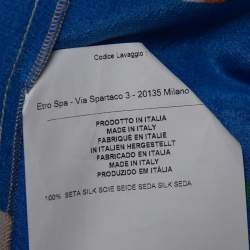 Codice Lavaggio
Etro Spa - Via Spartaco 3 - 20135 Milano
PRODOTTO IN ITALIA
MADE IN ITALY
FABRIQUÉ EN ITALIE
IN ITALIEN HERGESTELLT
FABRICADO EN ITALIA
MADE IN ITALY
PRODUZIDO EM ITÁLIA
100% SETA SILK SOIE SEIDE SEDA SILK SEDA